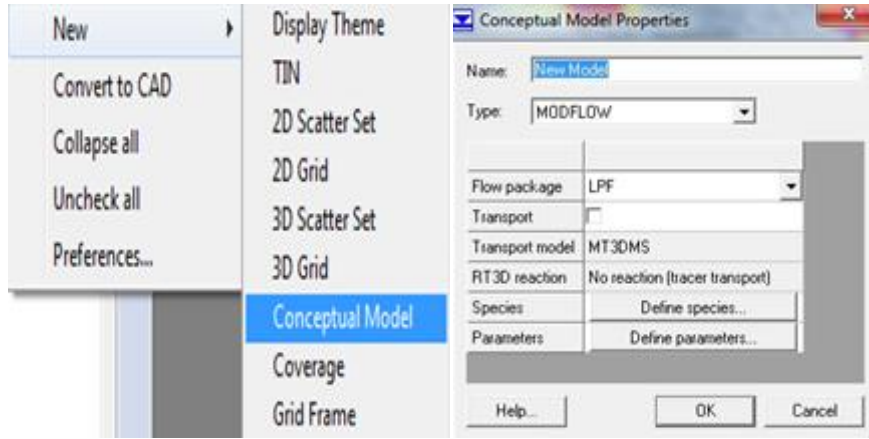 New
Convert to CAD
Collapse all
Uncheck all
Preferences...
Display Theme
TIN
2D Scatter Set
2D Grid
3D Scatter Set
3D Grid
Conceptual Model
Coverage
Grid Frame
Conceptual Model Properties
Name: New Model
Type: MODFLOW
Flow package LPF
Transport
Transport model MT3DMS
RT3D reaction No reaction (tracer transport)
Species Define species...
Parameters Define parameters...
Help... OK Cancel